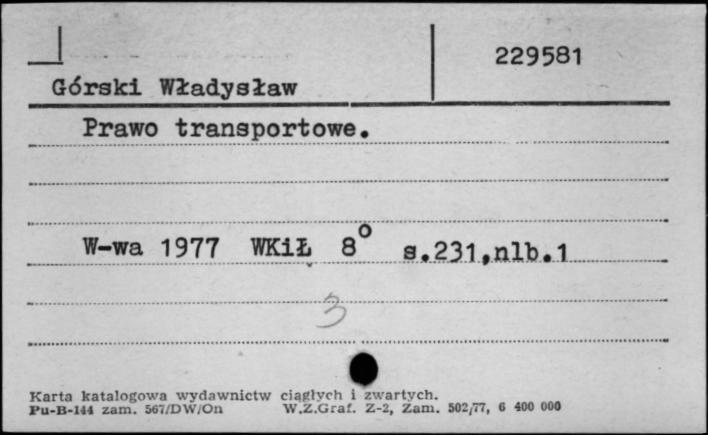 229581
Górski Władysław
Prawo transportowe.
W-wa 1977 WKiŁ 8° s.231,nlb.1
3
Karta katalogowa wydawnictw ciągłych i zwartych.
Pu-B-144 zam. 567/DW/On W.Z.Graf. Z-2, Zam. 502/77, 6 400 000